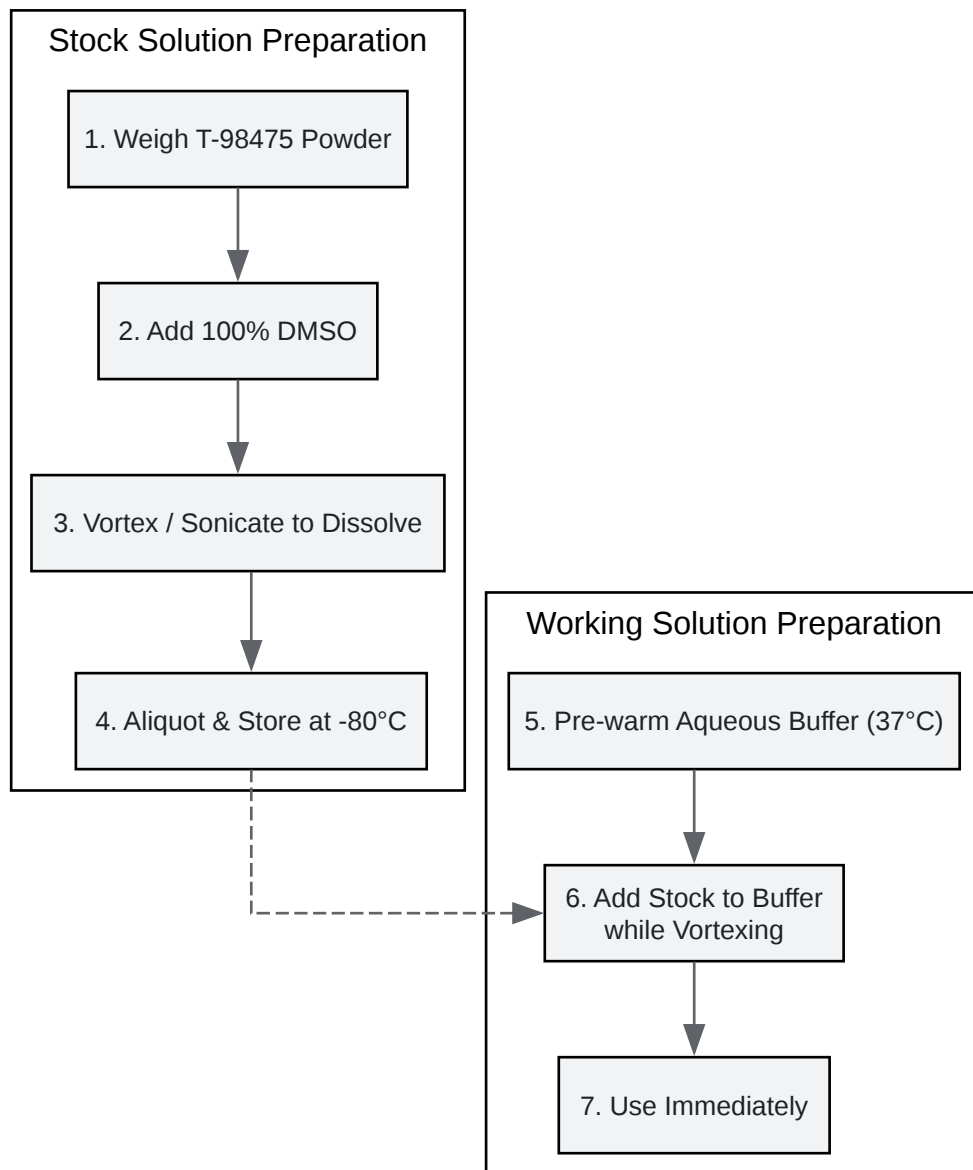 Stock Solution Preparation
1. Weigh T-98475 Powder
2. Add 100% DMSO
3. Vortex / Sonicate to Dissolve
4. Aliquot & Store at -80°C
Working Solution Preparation
5. Pre-warm Aqueous Buffer (37°C)
6. Add Stock to Buffer
while Vortexing
7. Use Immediately